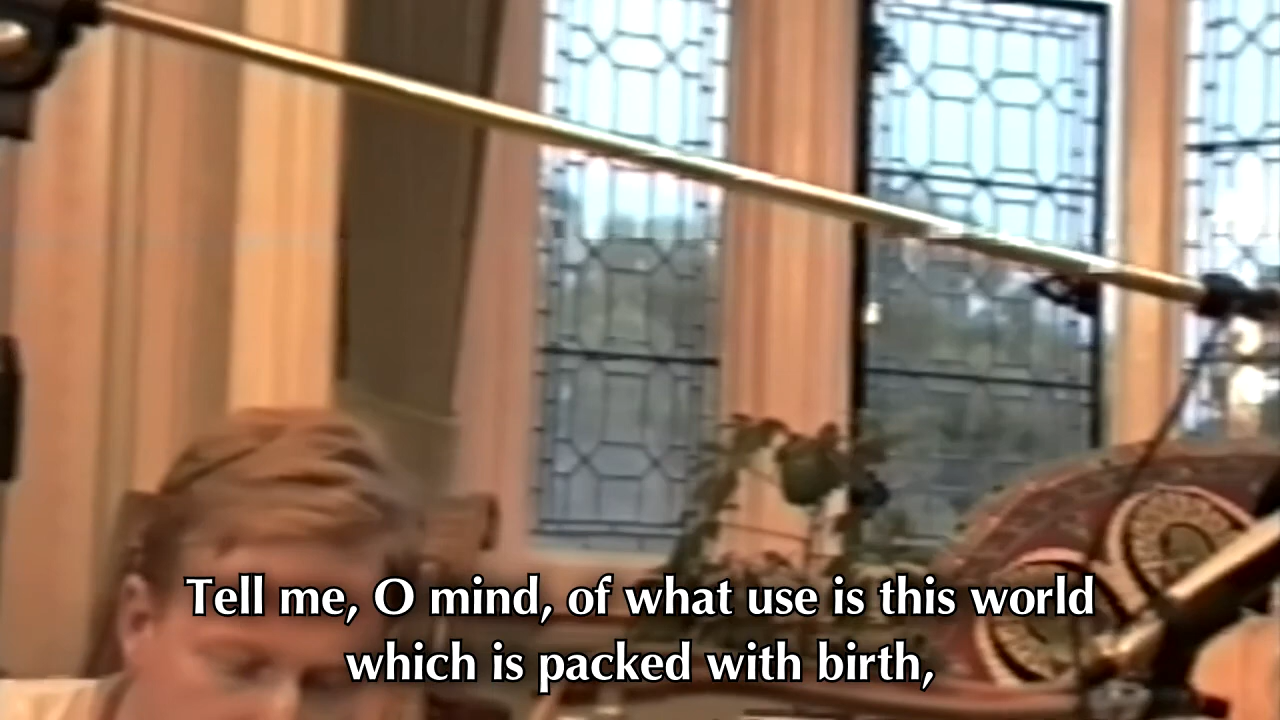 Tell me, O mind, of what use is this world
which is packed with birth,